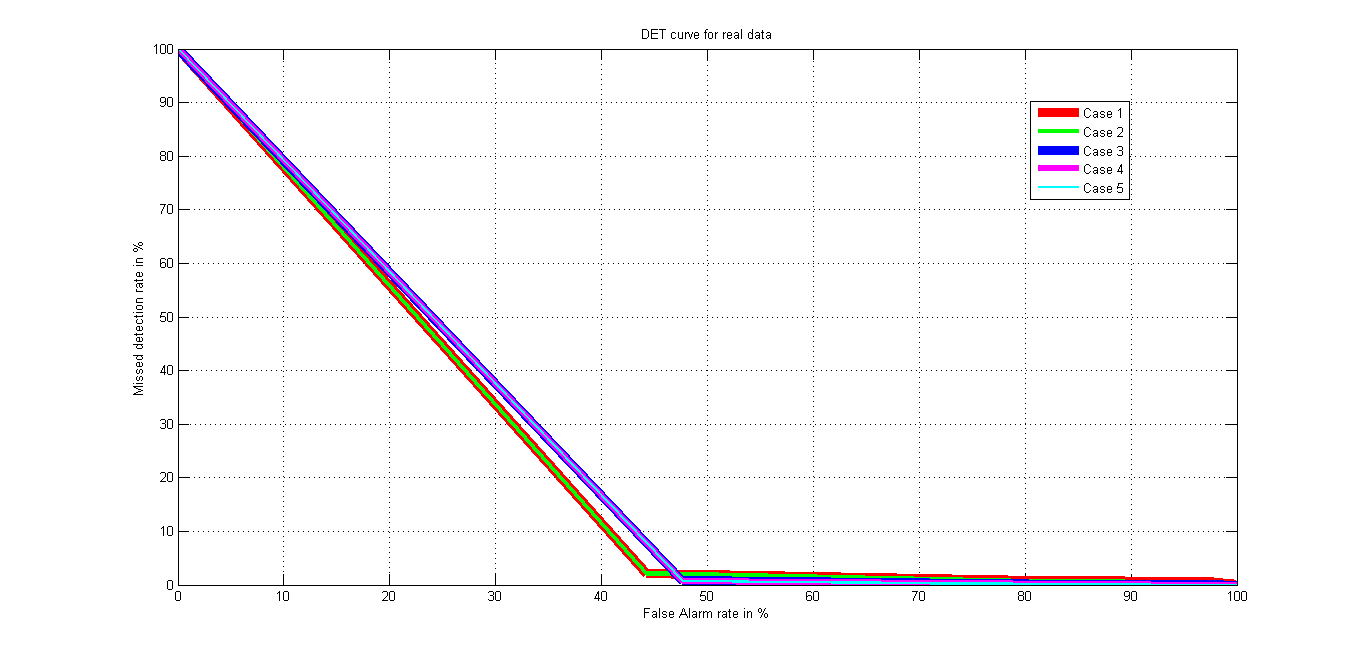 DET curve for real data
100
90
80
70
60
50
40
30
20
10
0
Missed detection rate in %
Case 1
Case 2
Case 3
Case 4
Case 5
0 10 20 30 40 50 60 70 80 90 100
False Alarm rate in %